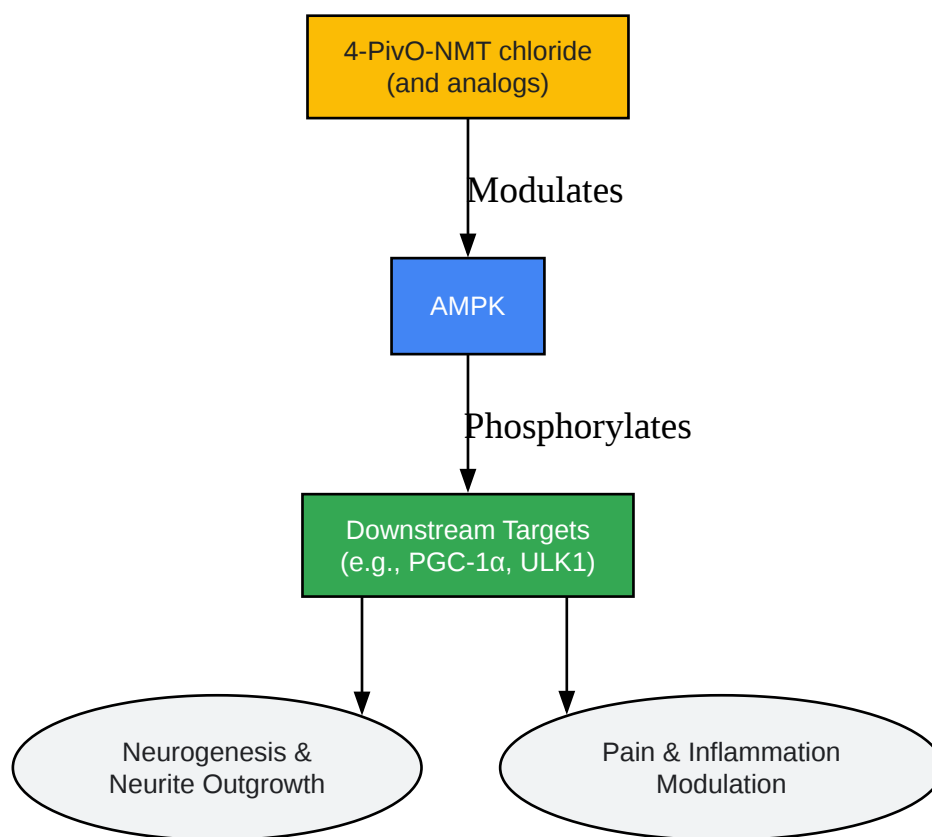 4-PivO-NMT chloride
(and analogs)
Modulates
AMPK
Phosphorylates
Downstream Targets
(e.g., PGC-1α, ULK1)
Neurogenesis &
Neurite Outgrowth
Pain & Inflammation
Modulation